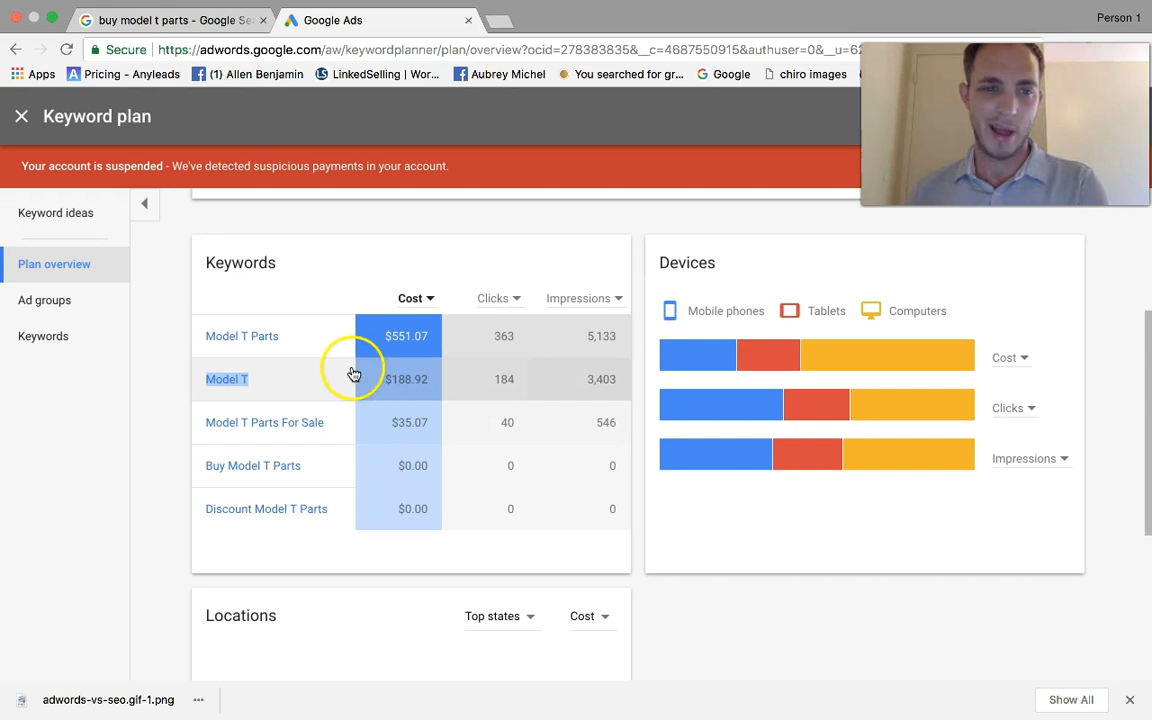 buy model t parts - Google Se
Google Ads
Person 1
Secure
https://adwords.google.com/aw/keywordplanner/plan/overview?ocid=278383835&__c=4687550915&authuser=0&__u=62
Apps
Pricing - Anyleads
(1) Allen Benjamin
LinkedSelling | Wor...
Aubrey Michel
You searched for gr...
Google
chiro images
Keyword plan
Your account is suspended - We've detected suspicious payments in your account.
Keyword ideas
Plan overview
Ad groups
Keywords
Keywords
Cost Clicks Impressions
Model T Parts $551.07 363 5,133
Model T $188.92 184 3,403
Model T Parts For Sale $35.07 40 546
Buy Model T Parts $0.00 0 0
Discount Model T Parts $0.00 0 0
Devices
Mobile phones Tablets Computers
Cost
Clicks
Impressions
Locations Top states Cost
adwords-vs-seo.gif-1.png
Show All